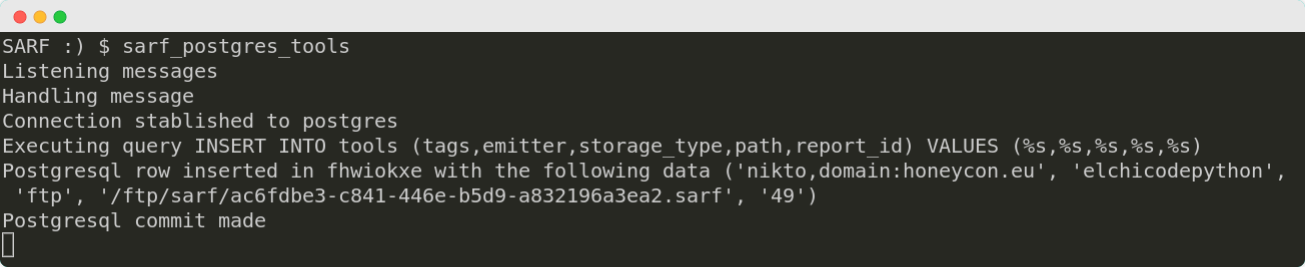 SARF :) $ sarf_postgres_tools
Listening messages
Handling message
Connection stablished to postgres
Executing query INSERT INTO tools (tags,emitter,storage_type,path,report_id) VALUES (%s,%s,%s,%s,%s)
Postgresql row inserted in fhwiokxe with the following data ('nikto,domain:honeycon.eu', 'elchicodepython',
 'ftp', '/ftp/sarf/ac6fdbe3-c841-446e-b5d9-a832196a3ea2.sarf', '49')
Postgresql commit made